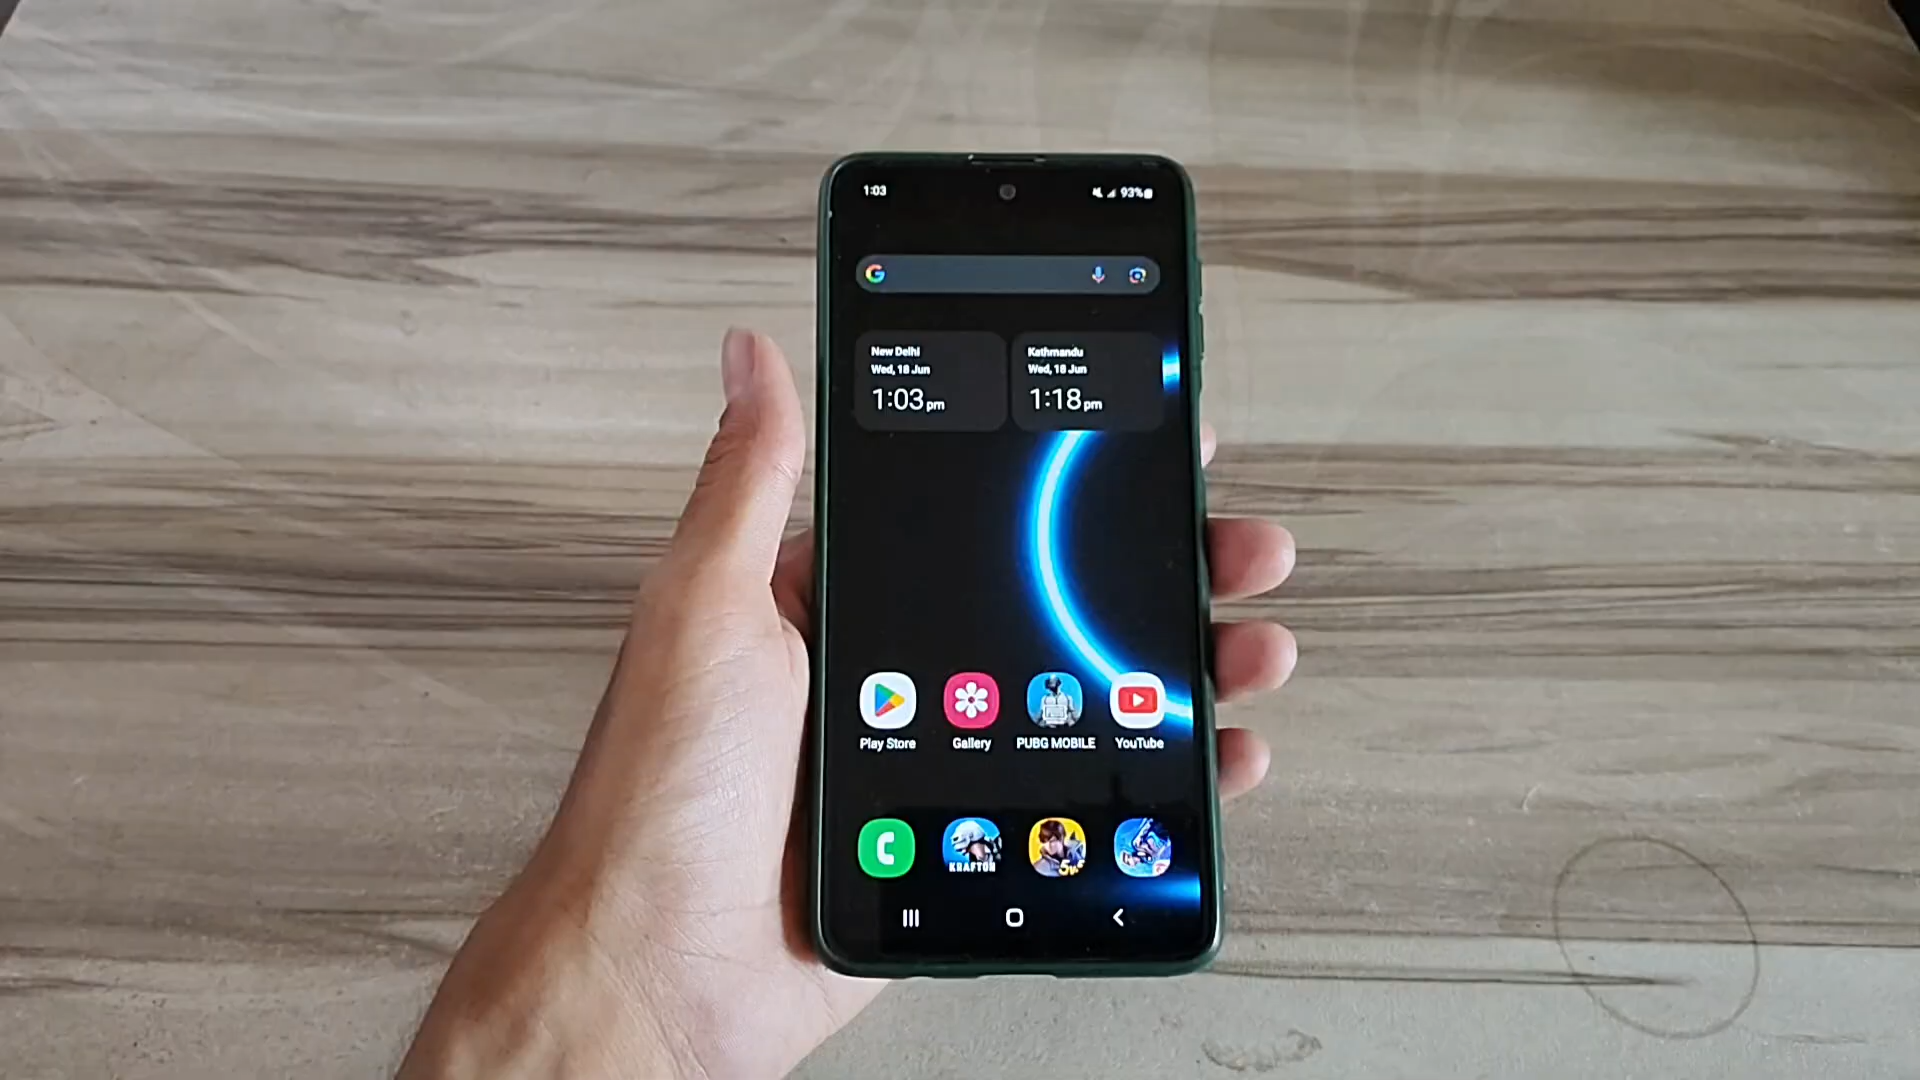 1:03
93%
New Delhi
Wed, 18 Jun
1:03 pm
Kathmandu
Wed, 18 Jun
1:18 pm
Play Store
Gallery
PUBG MOBILE
YouTube
KRAFTON